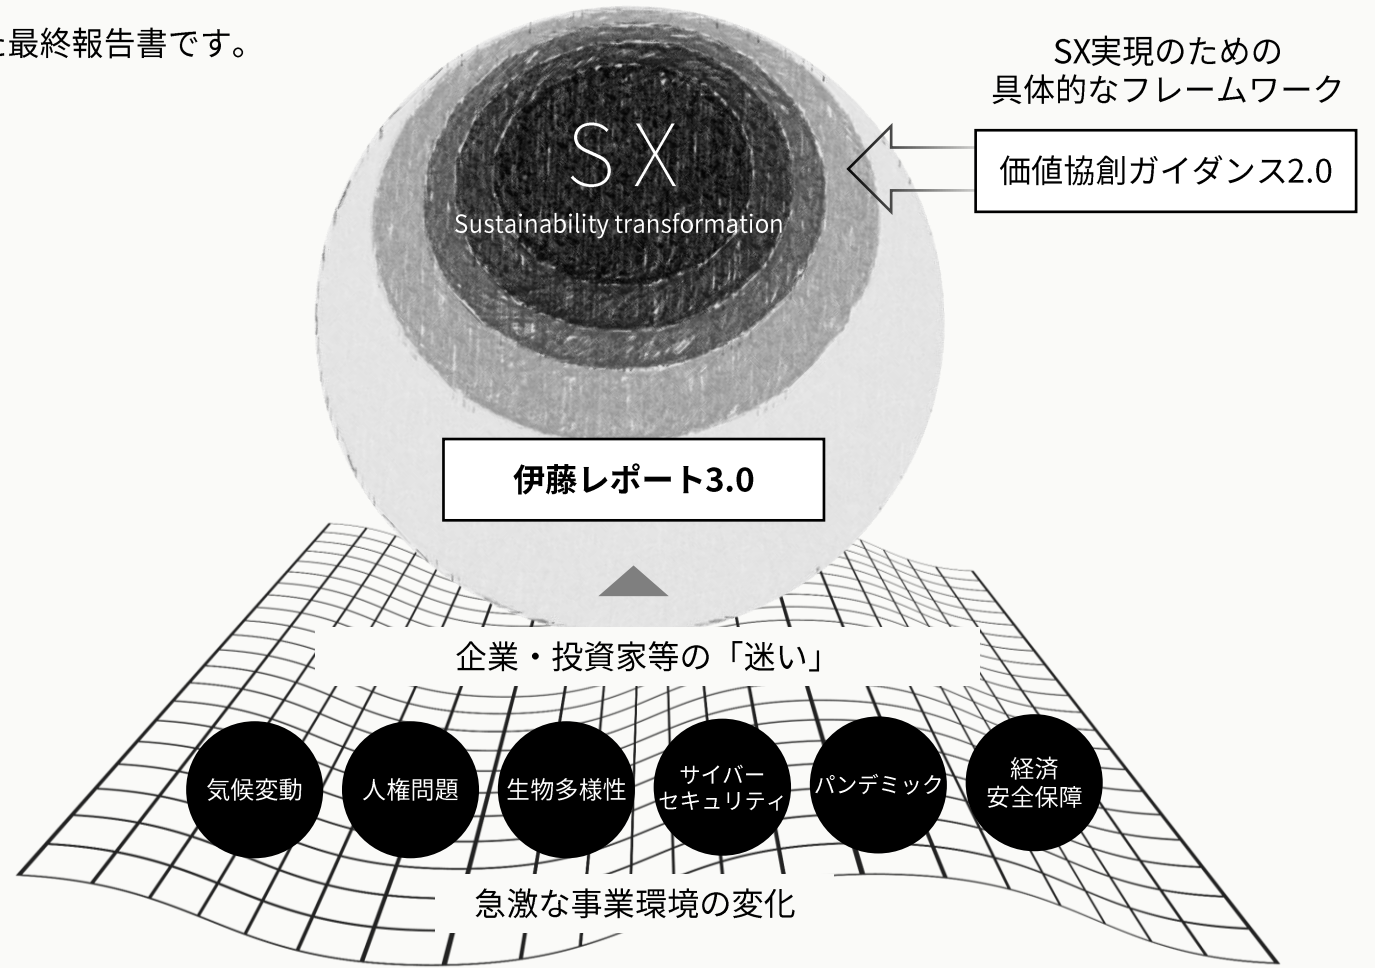 最終報告書です。
SX実現のための
具体的なフレームワーク
価値協創ガイダンス2.0
SX
Sustainability transformation
伊藤レポート3.0
企業・投資家等の「迷い」
気候変動
人権問題
生物多様性
サイバー
セキュリティ
パンデミック
経済
安全保障
急激な事業環境の変化